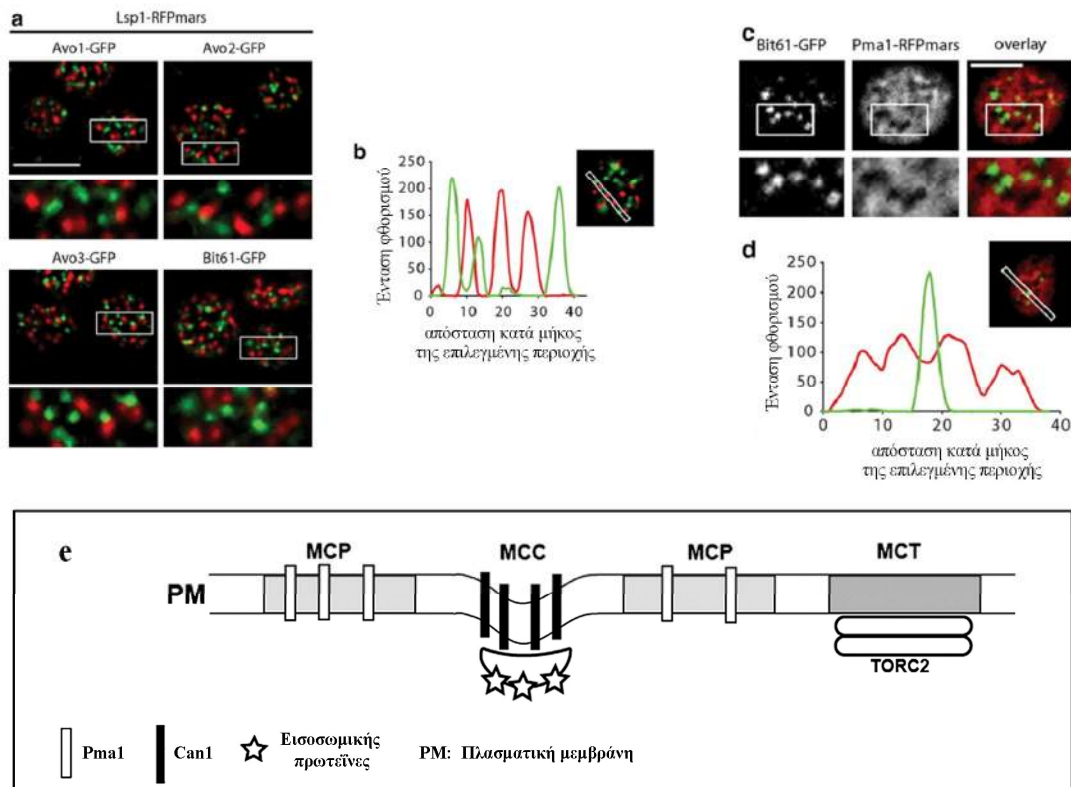 a
Lsp1-RFPmars
Avo1-GFP Avo2-GFP
Avo3-GFP Bit61-GFP
b
Ένταση φθορισμού
250
200
150
100
50
0
0 10 20 30 40
απόσταση κατά μήκος
της επιλεγμένης περιοχής
c
Bit61-GFP Pma1-RFPmars overlay
d
Ένταση φθορισμού
250
200
150
100
50
0
0 10 20 30 40
απόσταση κατά μήκος
της επιλεγμένης περιοχής
e
MCP MCC MCP MCT
PM
TORC2
Pma1 Can1 Εισοσωμικής
πρωτεΐνες
PM: Πλασματική μεμβράνη